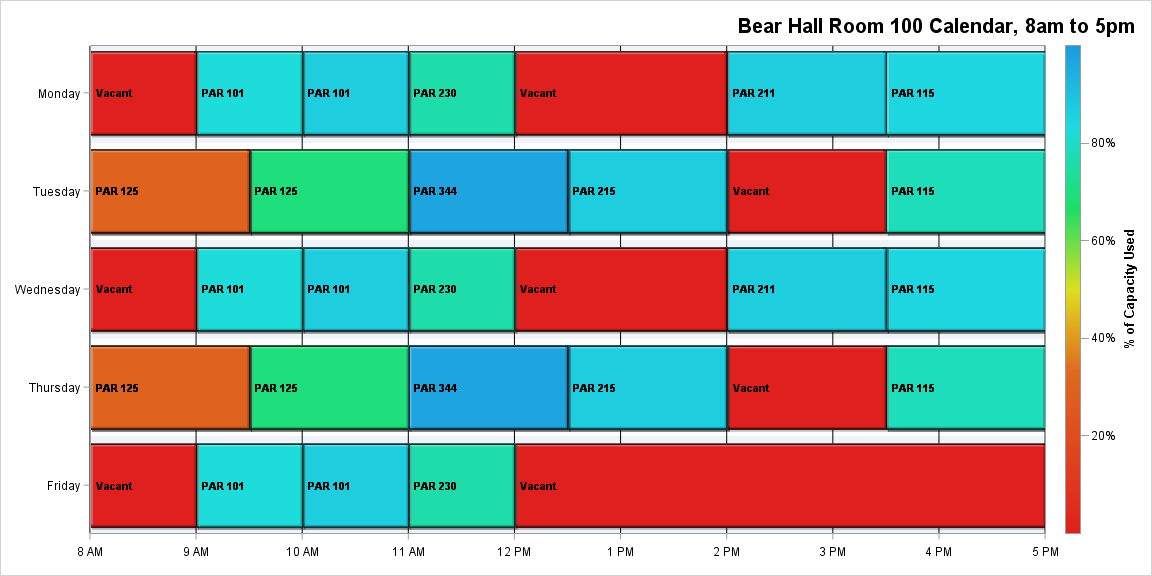 Bear Hall Room 100 Calendar, 8am to 5pm
Monday Vacant PAR 101 PAR 101 PAR 230 Vacant PAR 211 PAR 115
80%
Tuesday PAR 125 PAR 125 PAR 344 PAR 215 Vacant PAR 115
60%
% of Capacity Used
Wednesday Vacant PAR 101 PAR 101 PAR 230 Vacant PAR 211 PAR 115
40%
Thursday PAR 125 PAR 125 PAR 344 PAR 215 Vacant PAR 115
20%
Friday Vacant PAR 101 PAR 101 PAR 230 Vacant
8 AM 9 AM 10 AM 11 AM 12 PM 1 PM 2 PM 3 PM 4 PM 5 PM